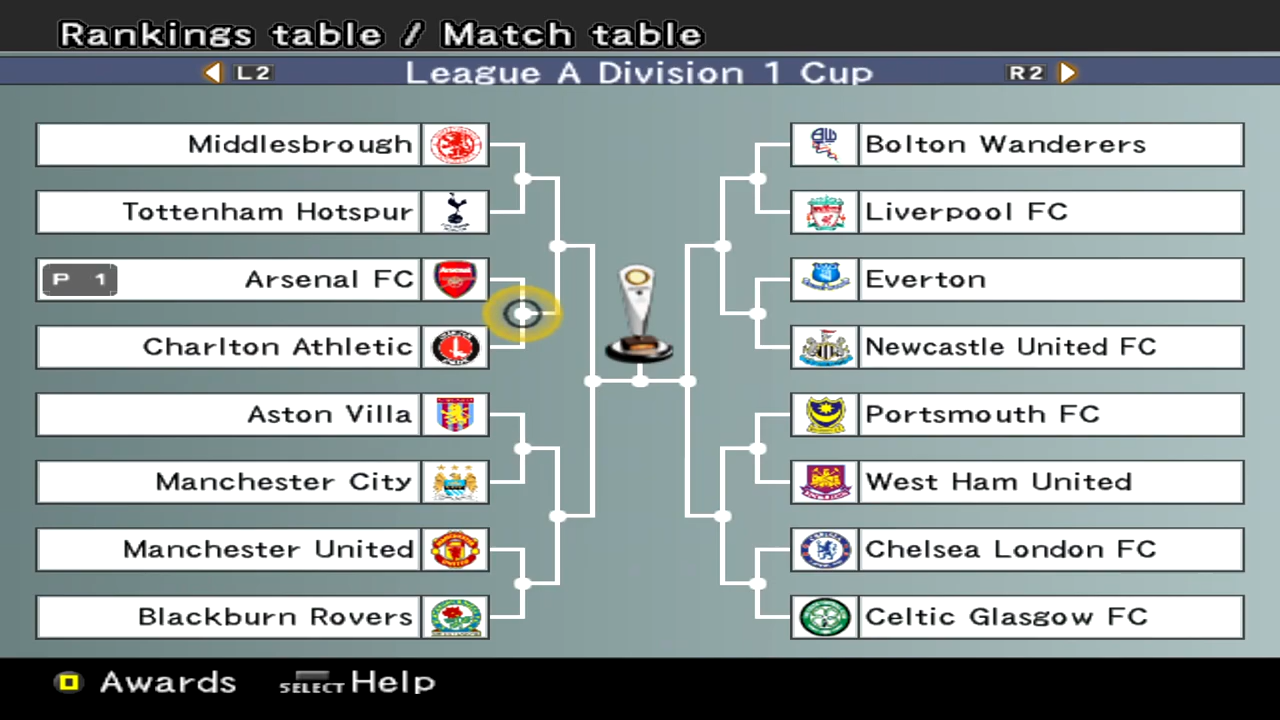 Rankings table / Match table
L2 League A Division 1 Cup R2
Middlesbrough
Tottenham Hotspur
P 1 Arsenal FC
Charlton Athletic
Aston Villa
Manchester City
Manchester United
Blackburn Rovers
Bolton Wanderers
Liverpool FC
Everton
Newcastle United FC
Portsmouth FC
West Ham United
Chelsea London FC
Celtic Glasgow FC
Awards SELECT Help